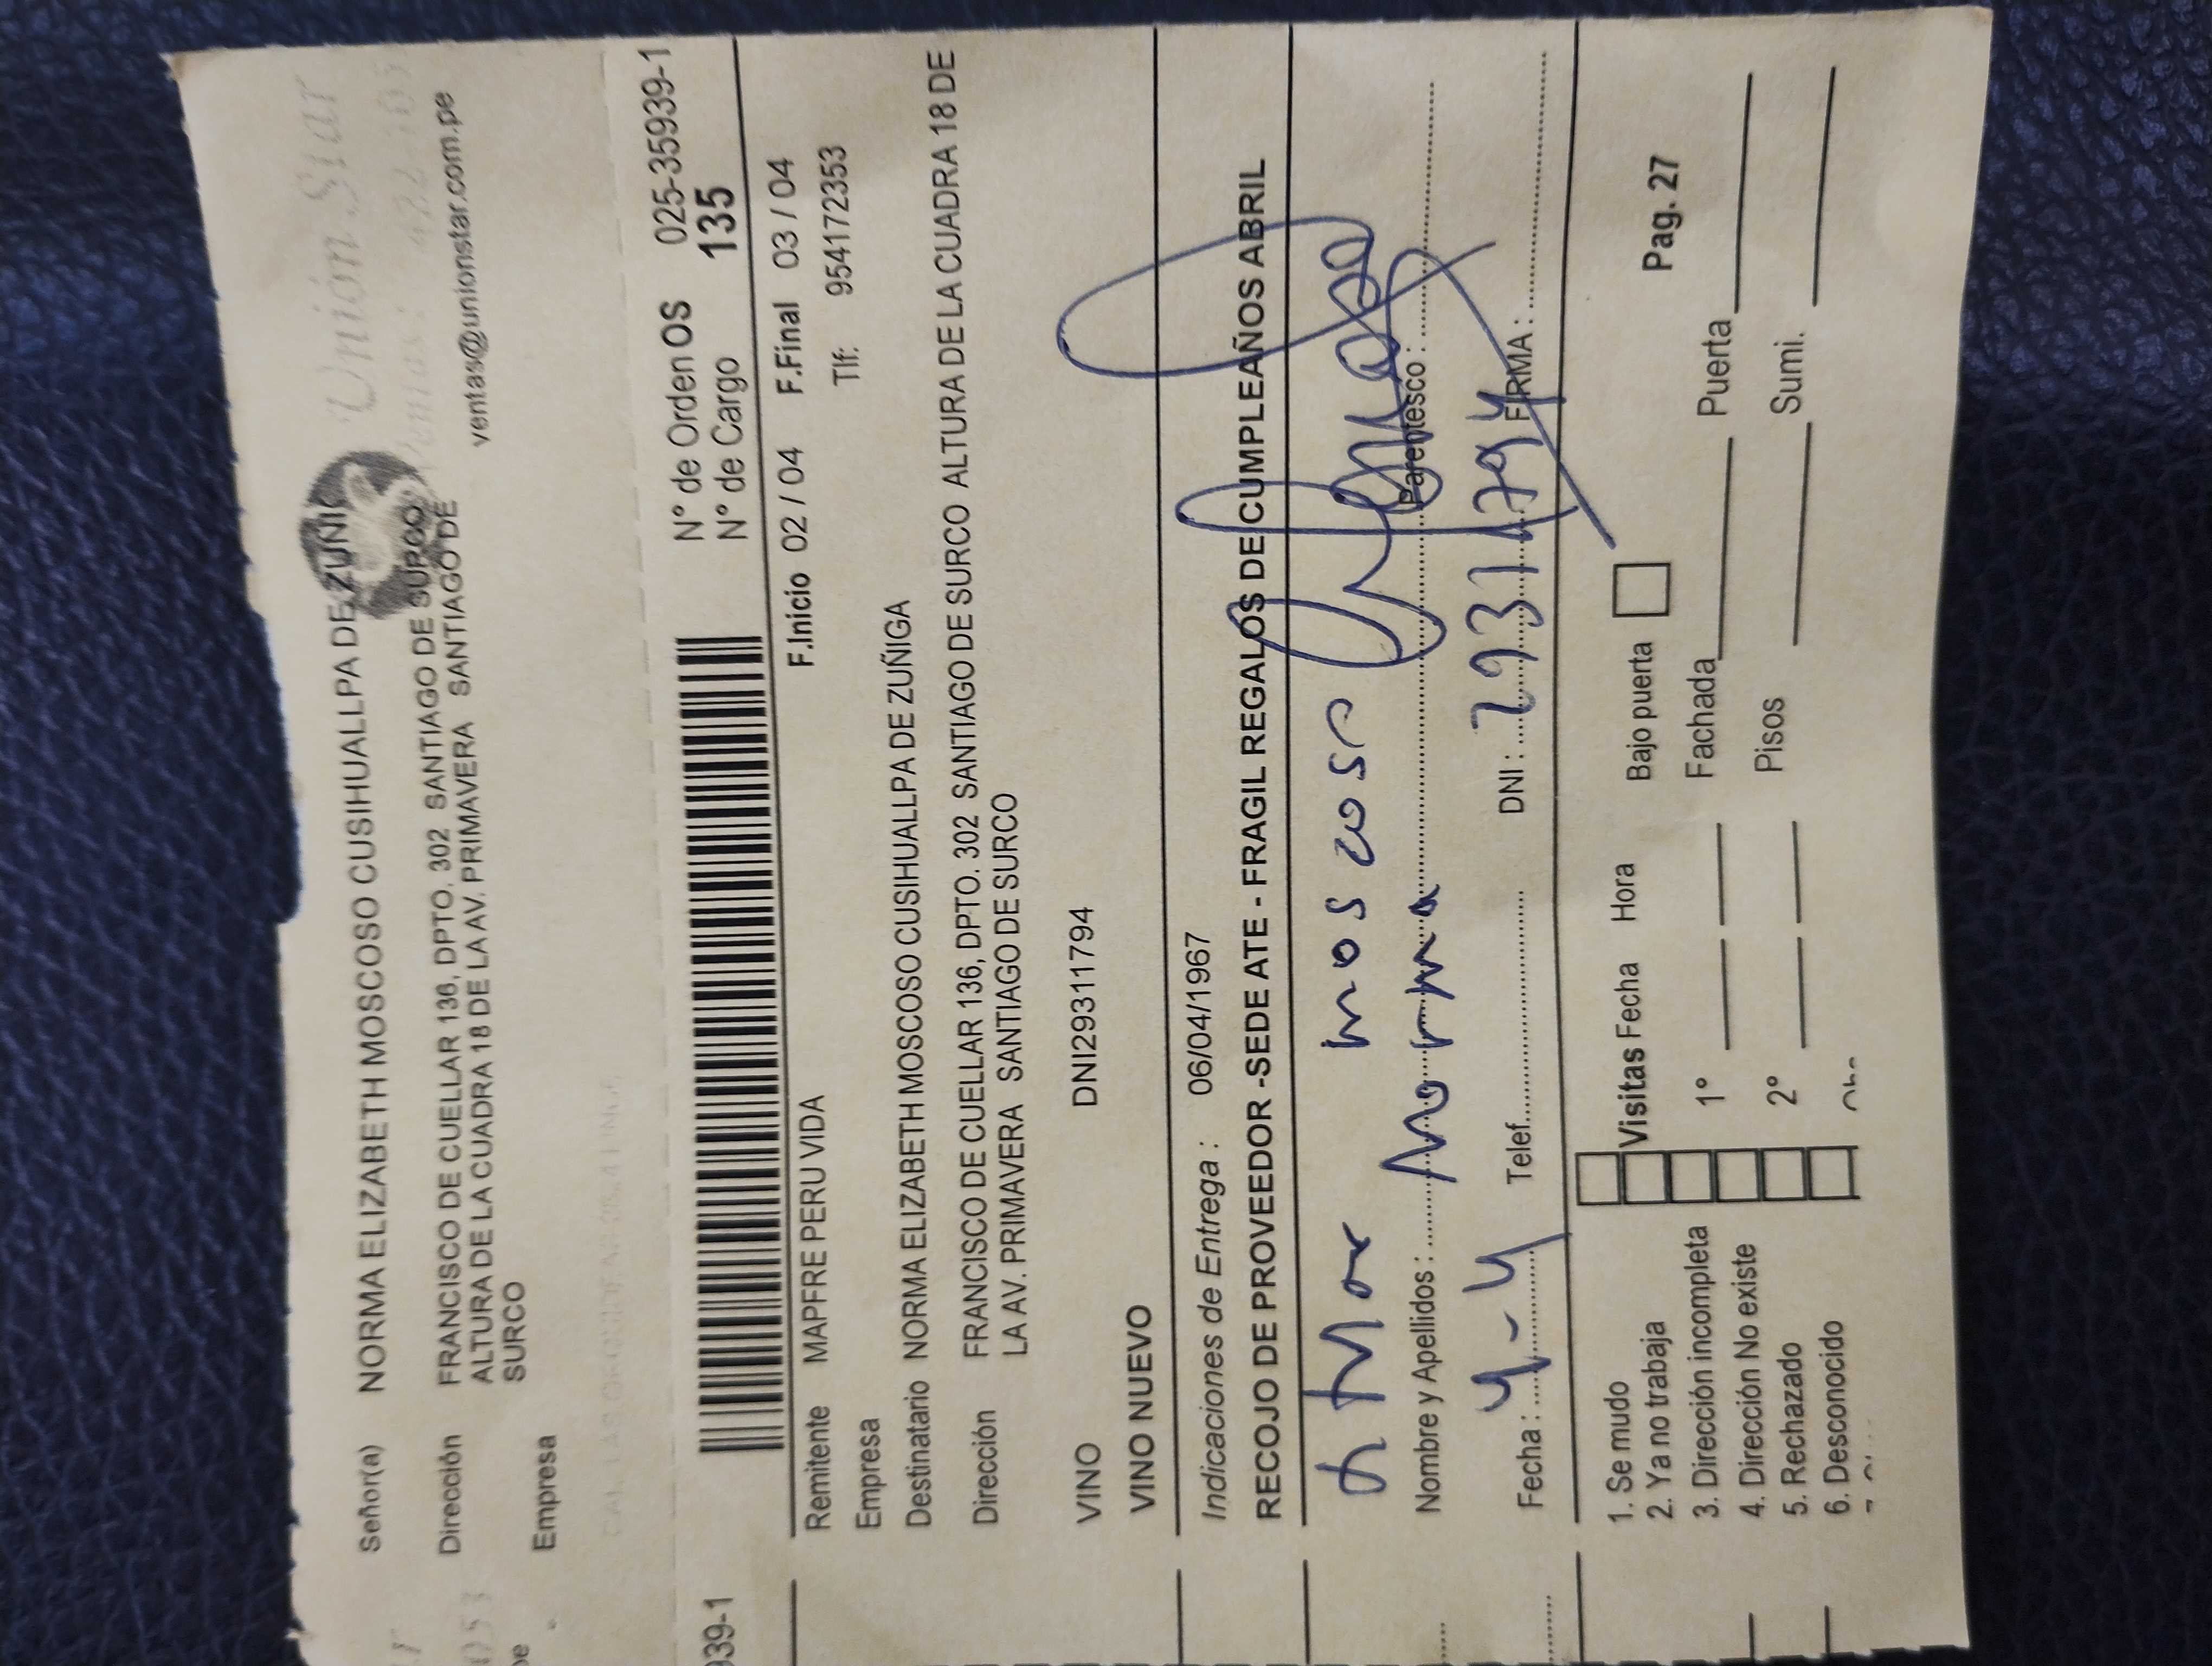 Unión Star
ventas@unionstar.com.pe
Señor(a) NORMA ELIZABETH MOSCOSO CUSIHUALLPA DE ZUÑIG
Dirección FRANCISCO DE CUELLAR 136, DPTO. 302 SANTIAGO DE SURCO
ALTURA DE LA CUADRA 18 DE LA AV. PRIMAVERA SANTIAGO DE
SURCO
Empresa
939-1
N° de Orden OS 025-35939-1
N° de Cargo 135
F.Inicio 02 / 04 F.Final 03 / 04
Remitente MAPFRE PERU VIDA Tlf: 954172353
Empresa
Destinatario NORMA ELIZABETH MOSCOSO CUSIHUALLPA DE ZUÑIGA
Dirección FRANCISCO DE CUELLAR 136, DPTO. 302 SANTIAGO DE SURCO ALTURA DE LA CUADRA 18 DE
LA AV. PRIMAVERA SANTIAGO DE SURCO
VINO DNI29311794
VINO NUEVO
Indicaciones de Entrega : 06/04/1967
RECOJO DE PROVEEDOR -SEDE ATE - FRAGIL REGALOS DE CUMPLEAÑOS ABRIL
moscoso
Nombre y Apellidos : Norma Parentesco :
Fecha : 4-4 Telef. DNI : 29311794 FIRMA :
1. Se mudo
2. Ya no trabaja Visitas Fecha Hora Bajo puerta Pag. 27
3. Dirección incompleta 1° Fachada Puerta
4. Dirección No existe
5. Rechazado 2° Pisos Sumi.
6. Desconocido